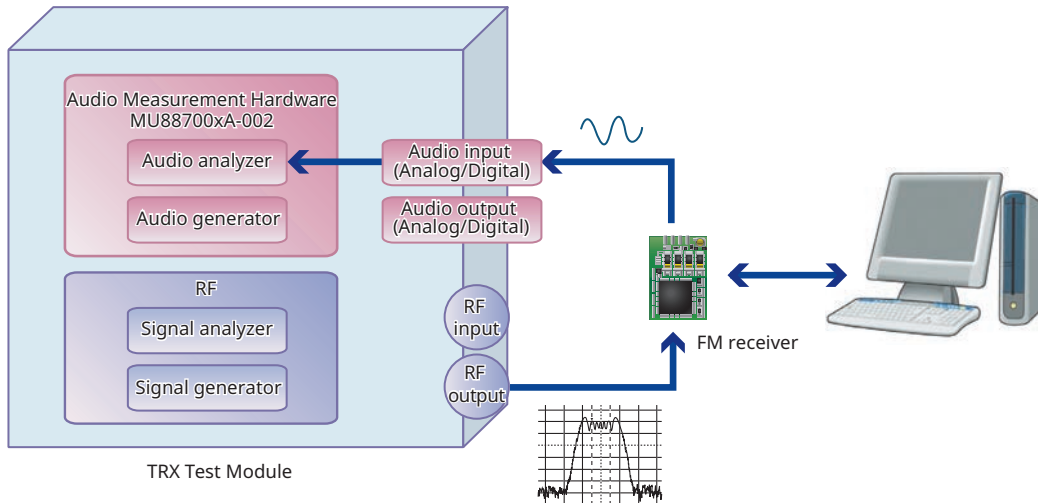 Audio Measurement Hardware
MU88700xA-002
Audio analyzer
Audio generator
Audio input
(Analog/Digital)
Audio output
(Analog/Digital)
RF
Signal analyzer
Signal generator
RF
input
RF
output
FM receiver
TRX Test Module